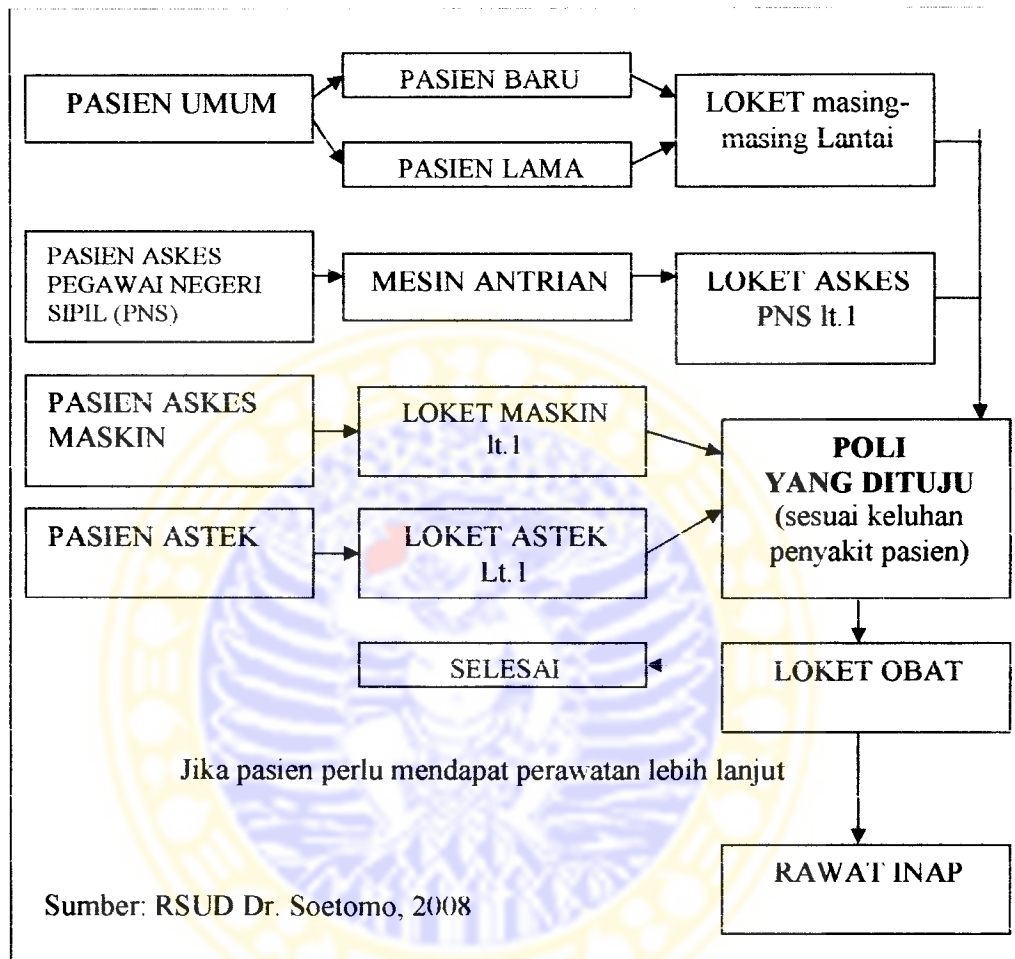 PASIEN UMUM
PASIEN BARU
PASIEN LAMA
LOKET masing-
masing Lantai
PASIEN ASKES
PEGAWAI NEGERI
SIPIL (PNS)
MESIN ANTRIAN
LOKET ASKES
PNS lt.1
PASIEN ASKES
MASKIN
LOKET MASKIN
lt.1
POLI
YANG DITUJU
(sesuai keluhan
penyakit pasien)
PASIEN ASTEK
LOKET ASTEK
Lt.1
SELESAI
LOKET OBAT
Jika pasien perlu mendapat perawatan lebih lanjut
RAWAT INAP
Sumber: RSUD Dr. Soetomo, 2008